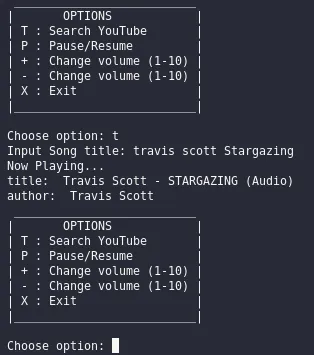 OPTIONS
| T : Search YouTube |
| P : Pause/Resume |
| + : Change volume (1-10) |
| - : Change volume (1-10) |
| X : Exit |
Choose option: t
Input Song title: travis scott Stargazing
Now Playing...
title:  Travis Scott - STARGAZING (Audio)
author:  Travis Scott
OPTIONS
| T : Search YouTube |
| P : Pause/Resume |
| + : Change volume (1-10) |
| - : Change volume (1-10) |
| X : Exit |
Choose option: